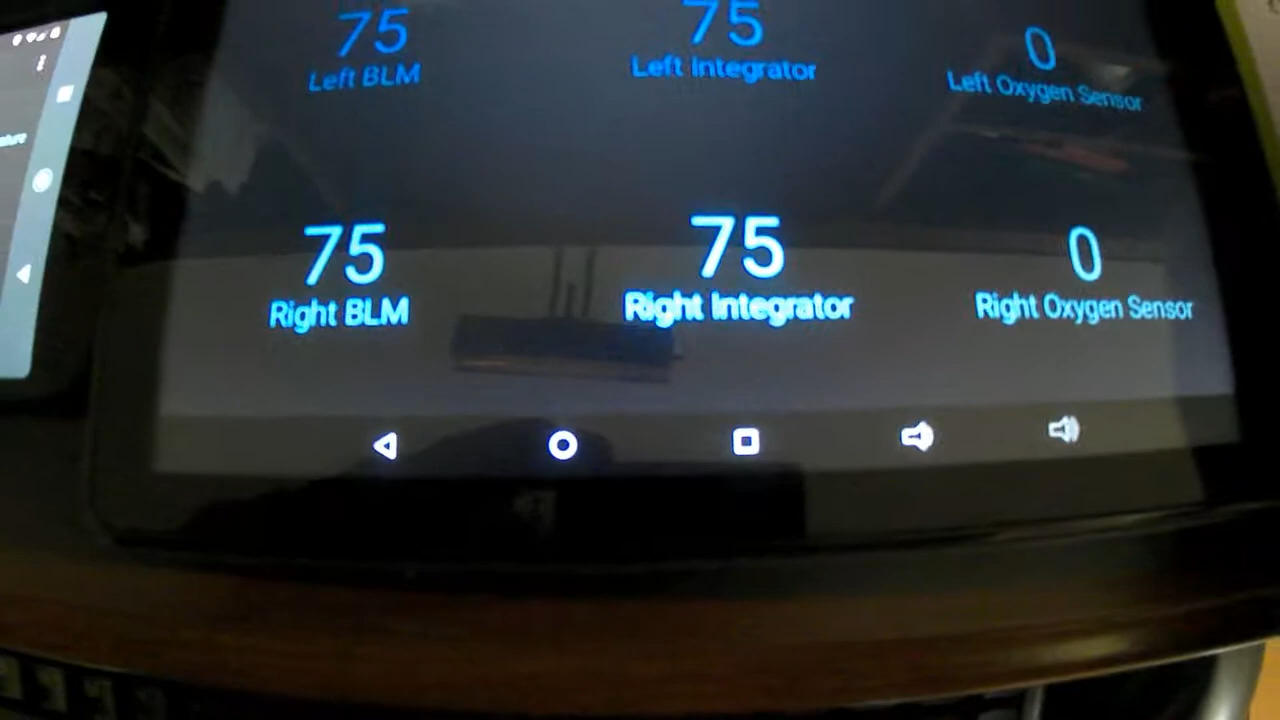 75 75 0
Left BLM Left Integrator Left Oxygen Sensor
75 75 0
Right BLM Right Integrator Right Oxygen Sensor